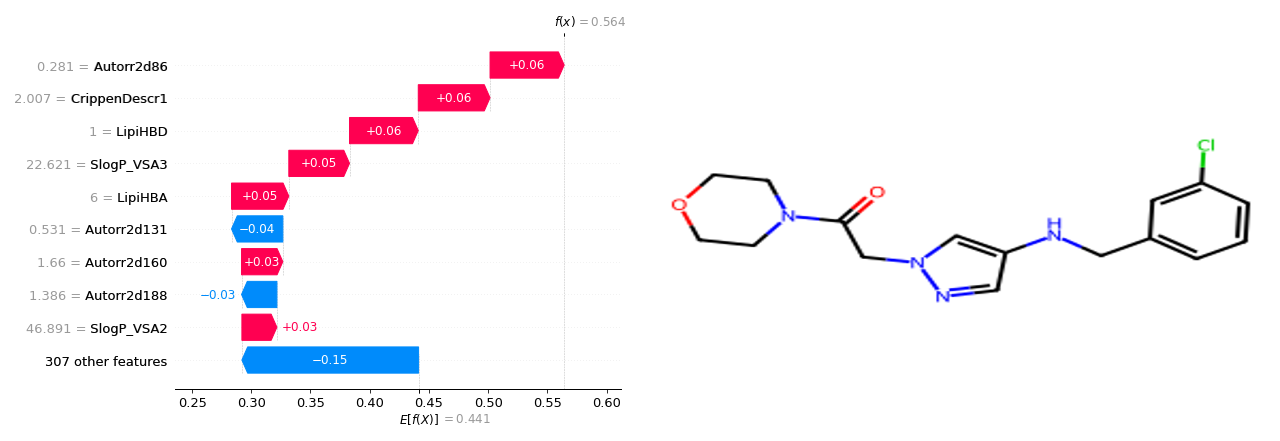 f(x) = 0.564
0.281 = Autorr2d86
+0.06
2.007 = CrippenDescr1
+0.06
1 = LipiHBD
+0.06
22.621 = SlogP_VSA3
+0.05
6 = LipiHBA
+0.05
0.531 = Autorr2d131
−0.04
1.66 = Autorr2d160
+0.03
1.386 = Autorr2d188
−0.03
46.891 = SlogP_VSA2
+0.03
307 other features
−0.15
0.25 0.30 0.35 0.40 0.45 0.50 0.55 0.60
E[f(X)] = 0.441
Cl
O
O
N
H
N
N
N